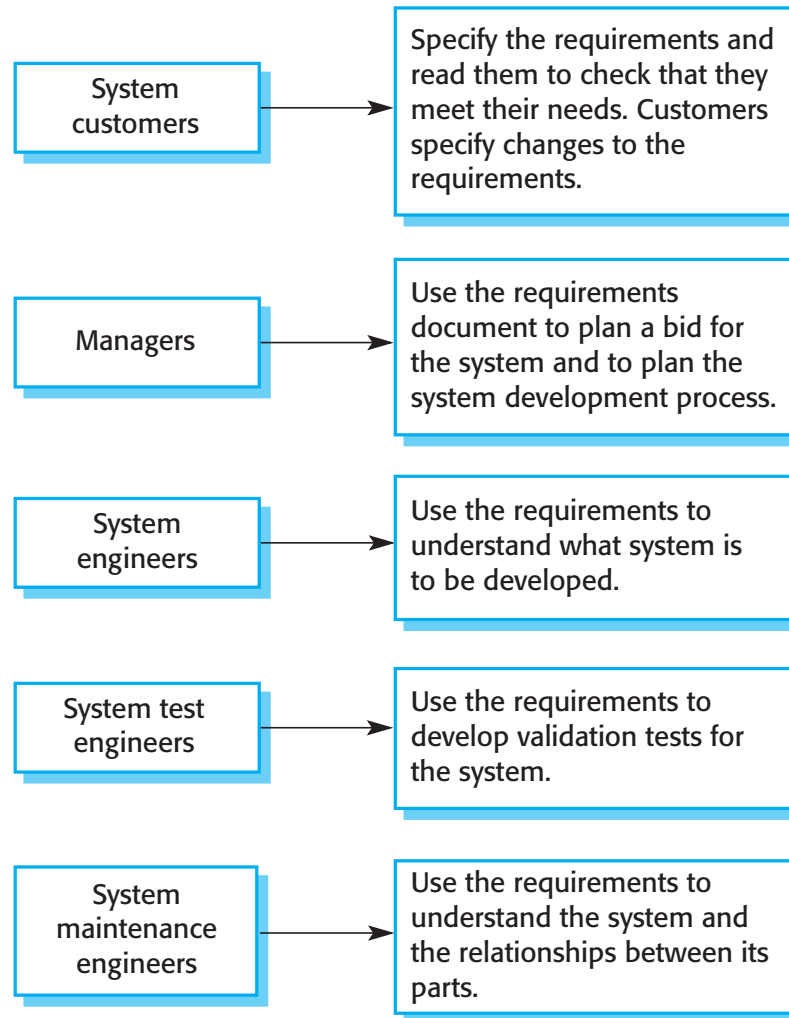 System
customers
Specify the requirements and
read them to check that they
meet their needs. Customers
specify changes to the
requirements.
Managers
Use the requirements
document to plan a bid for
the system and to plan the
system development process.
System
engineers
Use the requirements to
understand what system is
to be developed.
System test
engineers
Use the requirements to
develop validation tests for
the system.
System
maintenance
engineers
Use the requirements to
understand the system and
the relationships between its
parts.